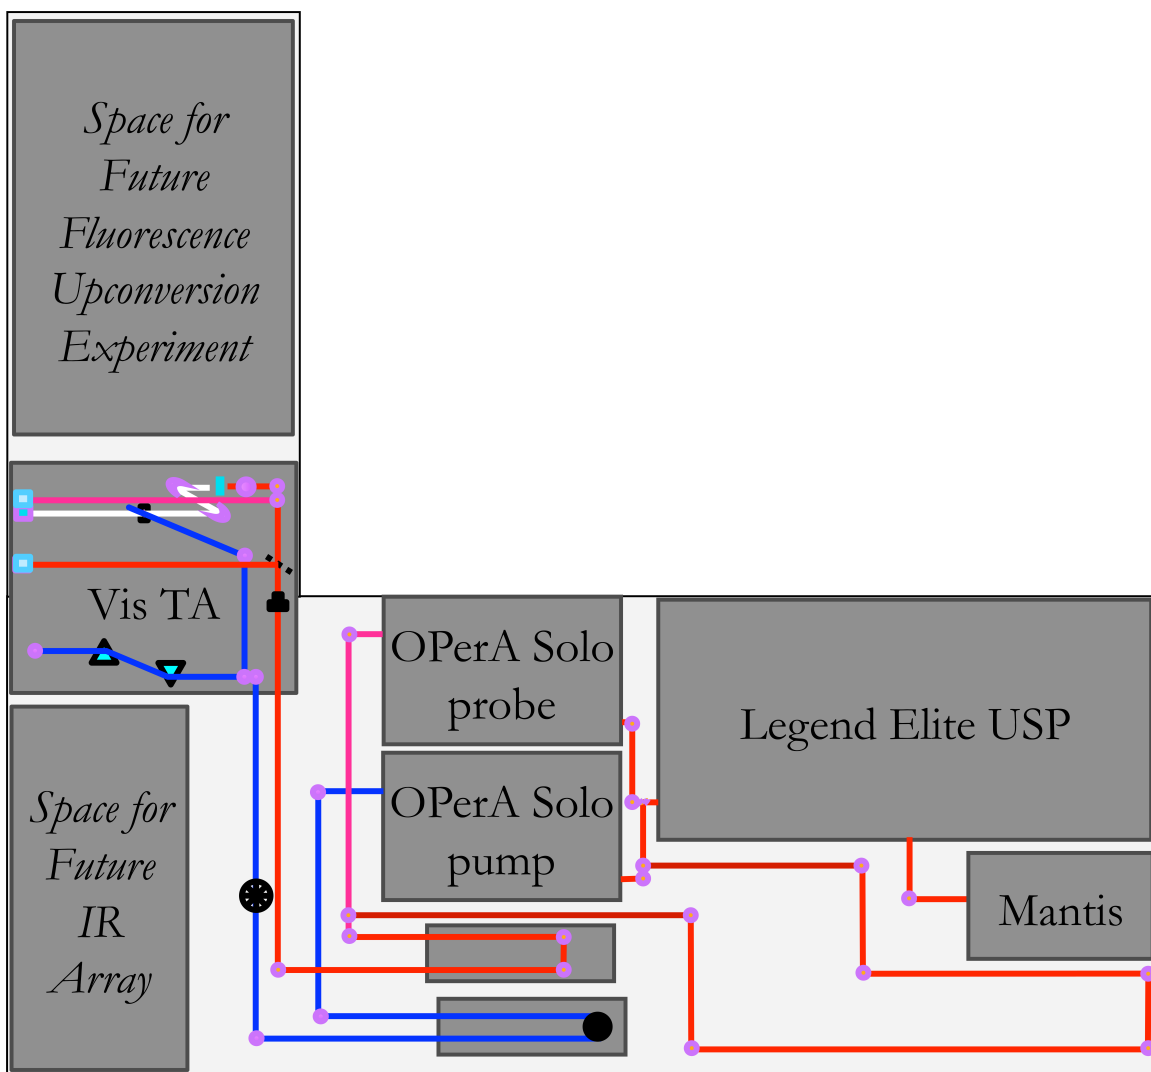 Space for
Future
Fluorescence
Upconversion
Experiment
Vis TA
OPerA Solo
probe
Legend Elite USP
OPerA Solo
pump
Space for
Future
IR
Array
Mantis